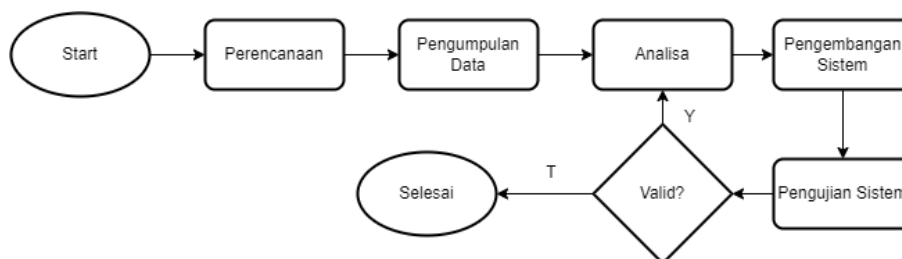 Start
Perencanaan
Pengumpulan
Data
Analisa
Pengembangan
Sistem
Y
T
Selesai
Valid?
Pengujian Sistem